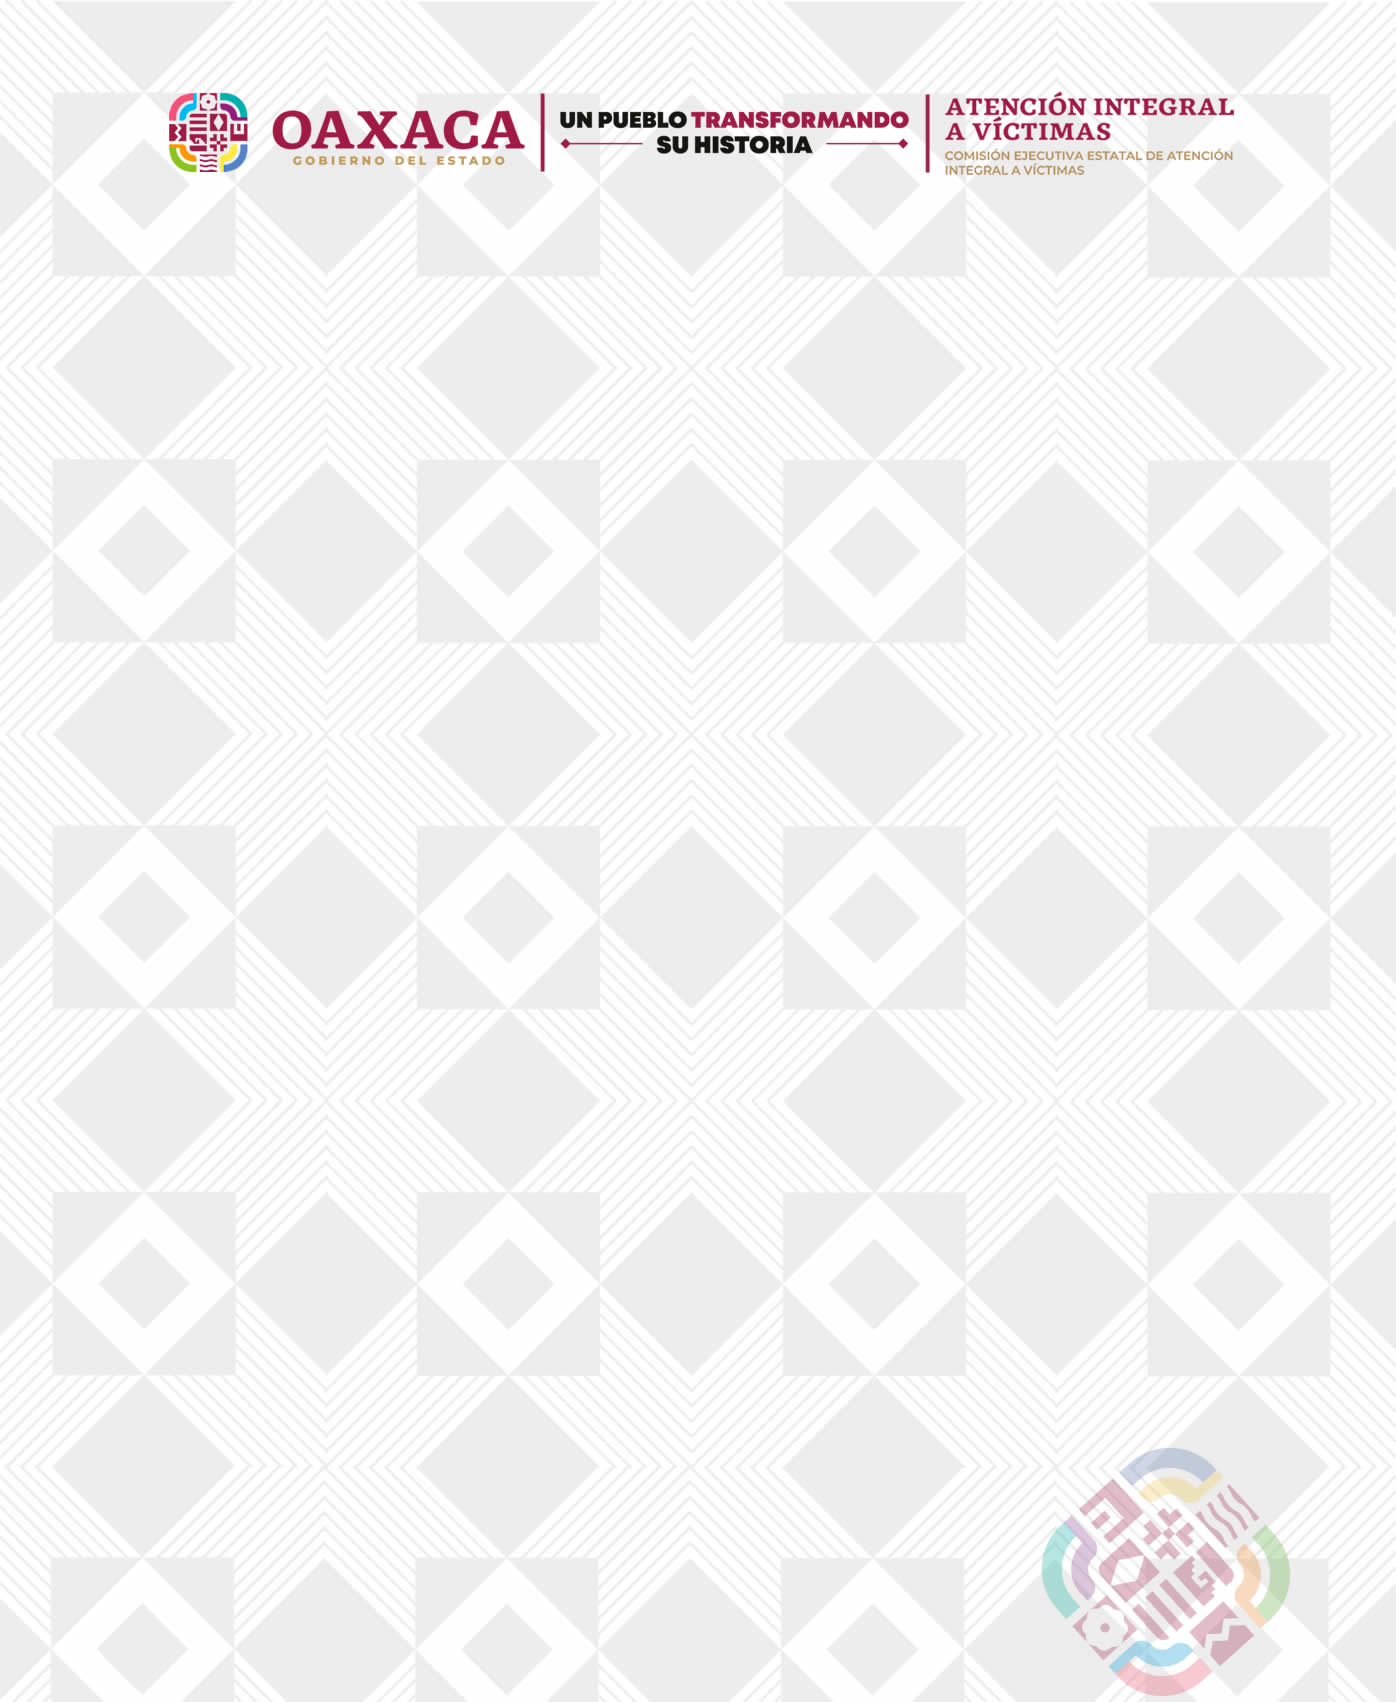 OAXACA
GOBIERNO DEL ESTADO
UN PUEBLO TRANSFORMANDO
SU HISTORIA
ATENCIÓN INTEGRAL
A VÍCTIMAS
COMISIÓN EJECUTIVA ESTATAL DE ATENCIÓN
INTEGRAL A VÍCTIMAS